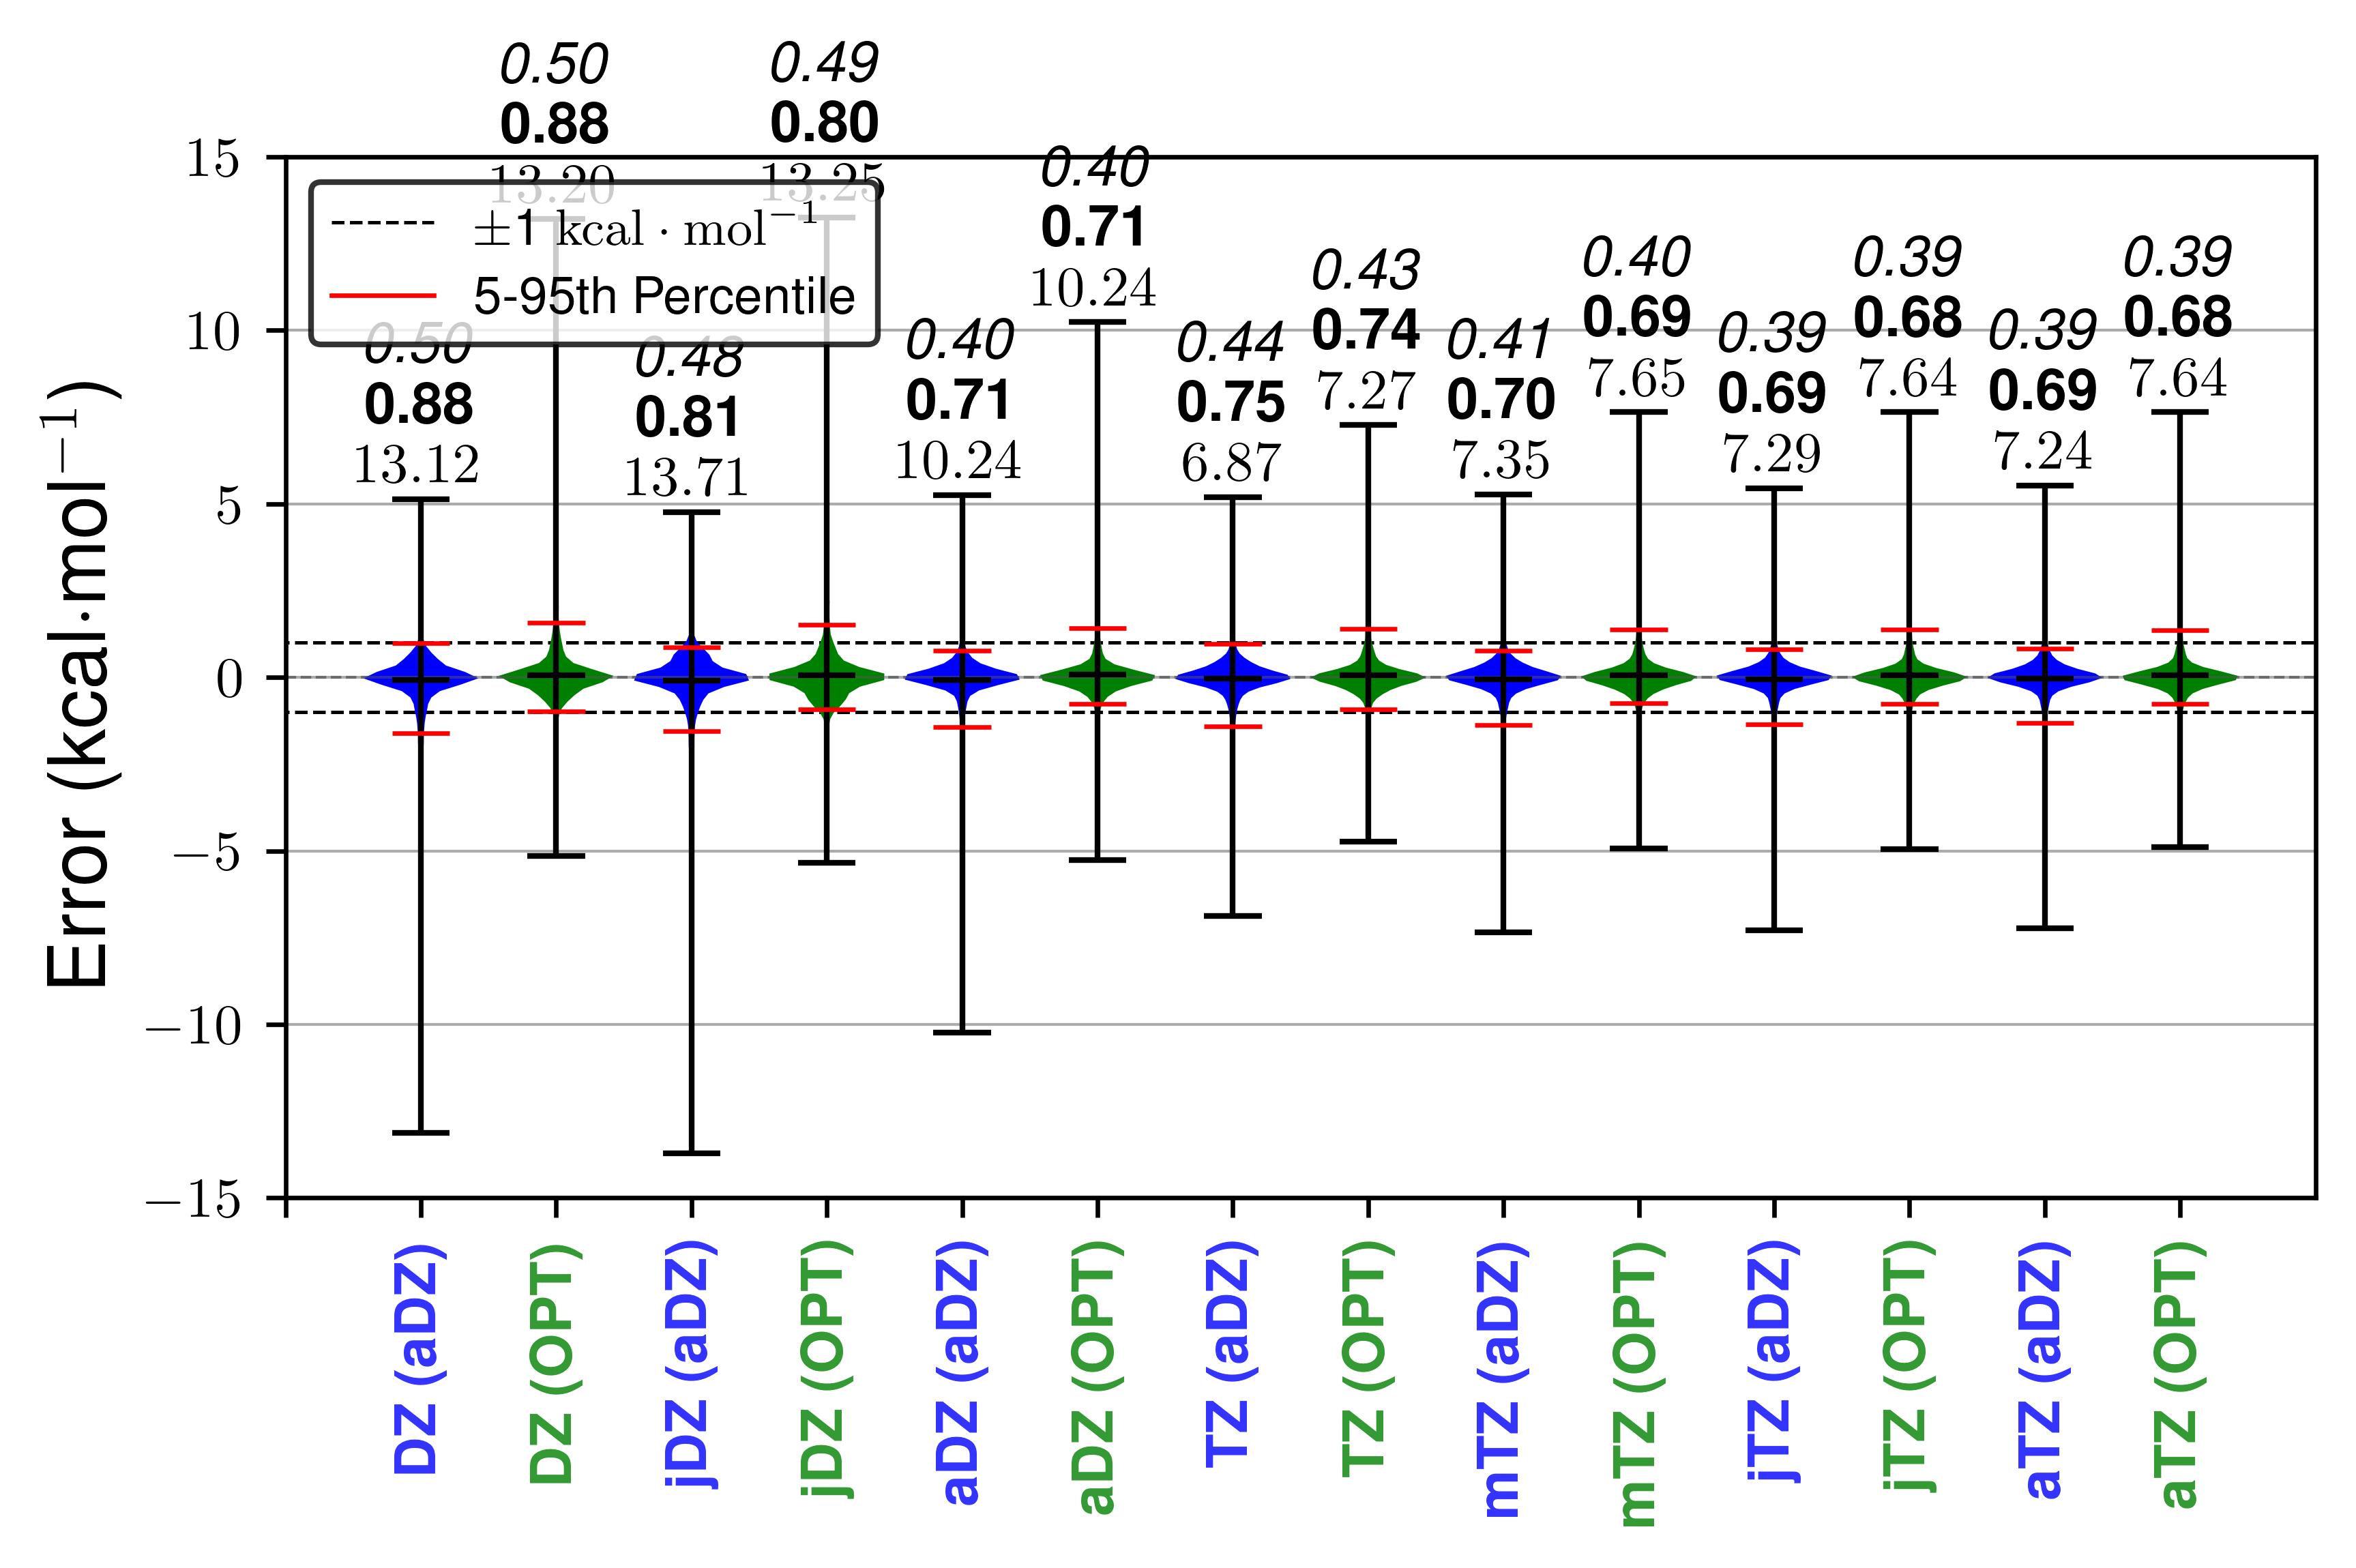 0.50
0.88
13.20
0.49
0.80
13.25
0.40
0.71
10.24
±1 kcal · mol⁻¹
5-95th Percentile
0.50
0.88
13.12
0.48
0.81
13.71
0.40
0.71
10.24
0.44
0.75
6.87
0.43
0.74
7.27
0.41
0.70
7.35
0.40
0.69
7.65
0.39
0.69
7.29
0.39
0.68
7.64
0.39
0.69
7.24
0.39
0.68
7.64
Error (kcal·mol⁻¹)
15
10
5
0
−5
−10
−15
DZ (aDZ)
DZ (OPT)
jDZ (aDZ)
jDZ (OPT)
aDZ (aDZ)
aDZ (OPT)
TZ (aDZ)
TZ (OPT)
mTZ (aDZ)
mTZ (OPT)
jTZ (aDZ)
jTZ (OPT)
aTZ (aDZ)
aTZ (OPT)